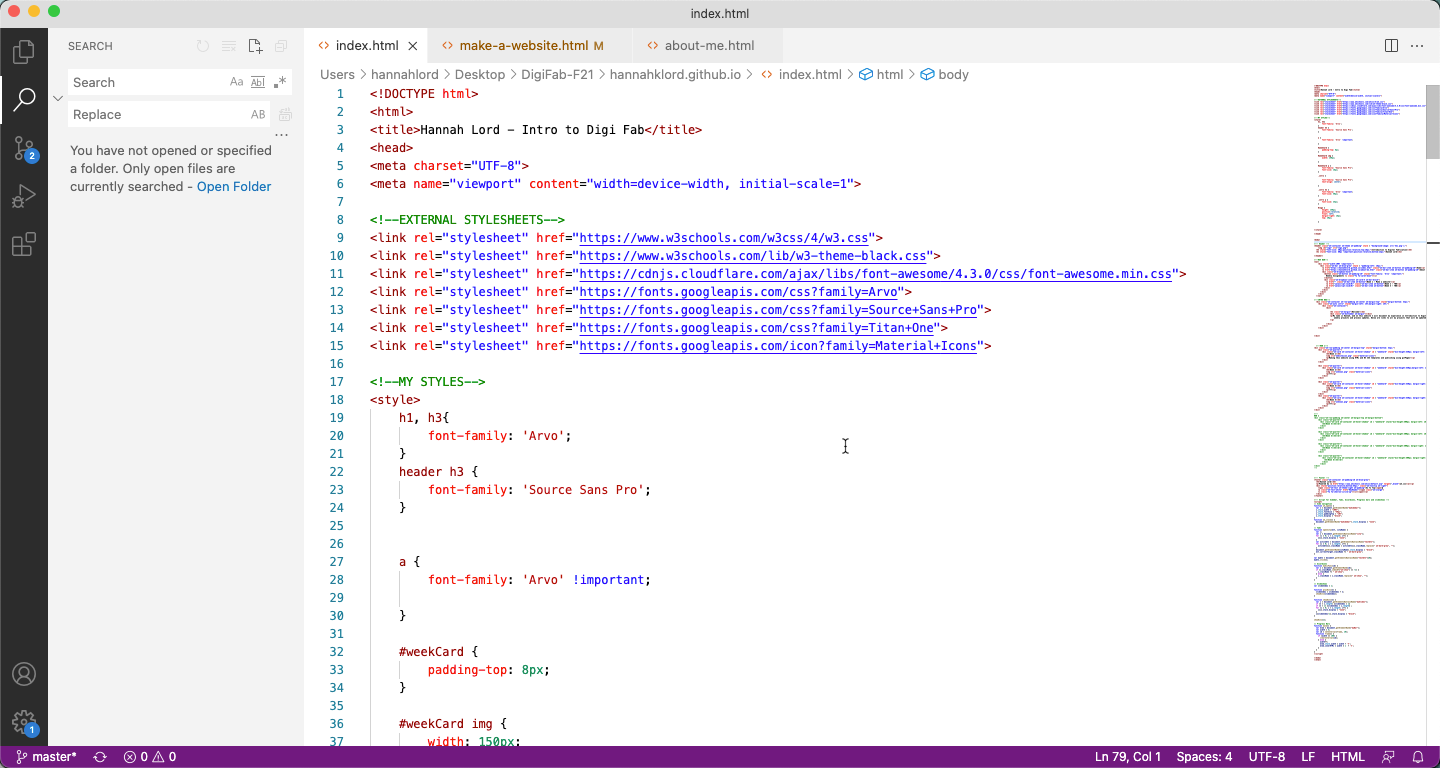 index.html
SEARCH
Search
Aa
Abl
.*
Replace
AB
...
You have not opened or specified
a folder. Only open files are
currently searched - Open Folder
2
1
index.html
make-a-website.html M
about-me.html
Users > hannahlord > Desktop > DigiFab-F21 > hannahklord.github.io > index.html > html > body
1 <!DOCTYPE html>
2 <html>
3 <title>Hannah Lord - Intro to Digi Fab</title>
4 <head>
5 <meta charset="UTF-8">
6 <meta name="viewport" content="width=device-width, initial-scale=1">
7
8 <!--EXTERNAL STYLESHEETS-->
9 <link rel="stylesheet" href="https://www.w3schools.com/w3css/4/w3.css">
10 <link rel="stylesheet" href="https://www.w3schools.com/lib/w3-theme-black.css">
11 <link rel="stylesheet" href="https://cdnjs.cloudflare.com/ajax/libs/font-awesome/4.3.0/css/font-awesome.min.css">
12 <link rel="stylesheet" href="https://fonts.googleapis.com/css?family=Arvo">
13 <link rel="stylesheet" href="https://fonts.googleapis.com/css?family=Source+Sans+Pro">
14 <link rel="stylesheet" href="https://fonts.googleapis.com/css?family=Titan+One">
15 <link rel="stylesheet" href="https://fonts.googleapis.com/icon?family=Material+Icons">
16
17 <!--MY STYLES-->
18 <style>
19 h1, h3{
20 font-family: 'Arvo';
21 }
22 header h3 {
23 font-family: 'Source Sans Pro';
24 }
25
26
27 a {
28 font-family: 'Arvo' !important;
29
30 }
31
32 #weekCard {
33 padding-top: 8px;
34 }
35
36 #weekCard img {
37 width: 150px;
master*
0
0
Ln 79, Col 1
Spaces: 4
UTF-8
LF
HTML